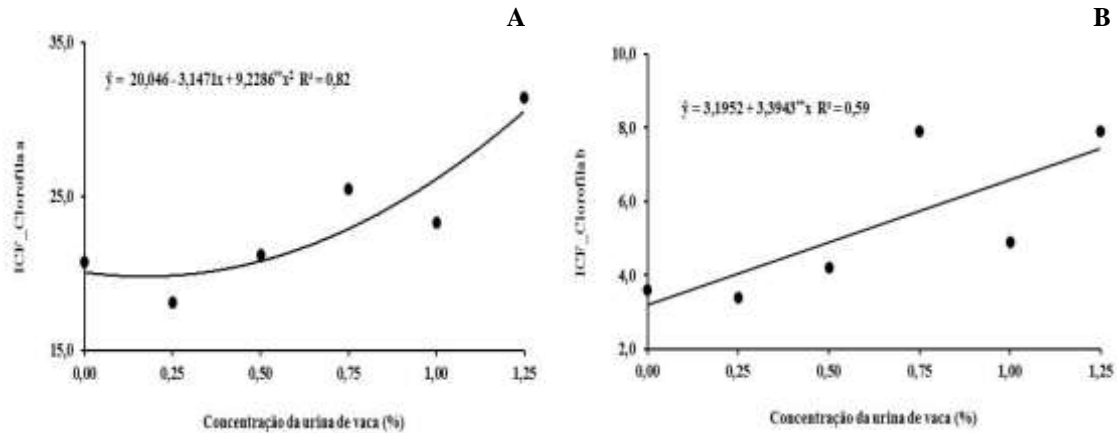 A
35,0
ŷ = 20,046 - 3,1471x + 9,2286**x² R² = 0,82
25,0
15,0
0,00 0,25 0,50 0,75 1,00 1,25
ICF_Clorofila a
Concentração da urina de vaca (%)
B
10,0
ŷ = 3,1952 + 3,3943**x R² = 0,59
8,0
6,0
4,0
2,0
0,00 0,25 0,50 0,75 1,00 1,25
ICF_Clorofila b
Concentração da urina de vaca (%)